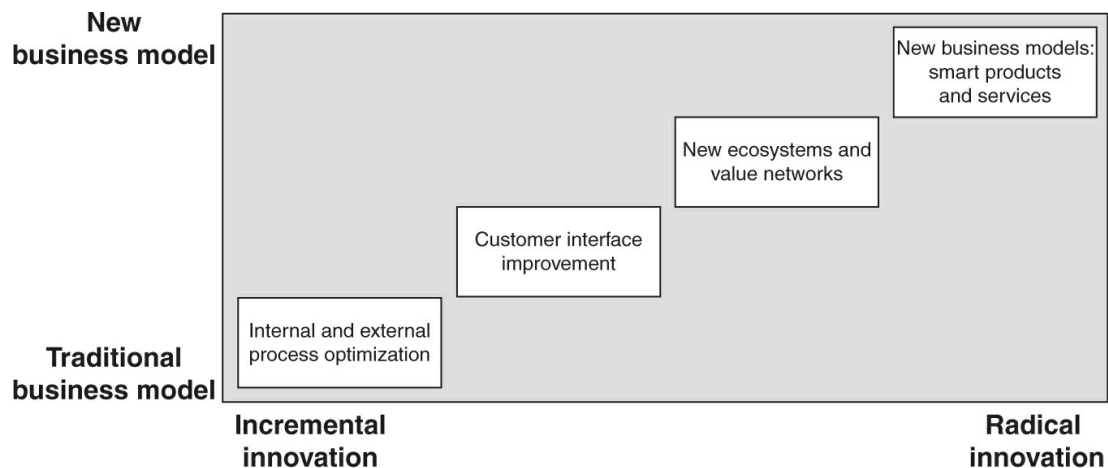 New
business model
New business models:
smart products
and services
New ecosystems and
value networks
Customer interface
improvement
Internal and external
process optimization
Traditional
business model
Incremental
innovation
Radical
innovation